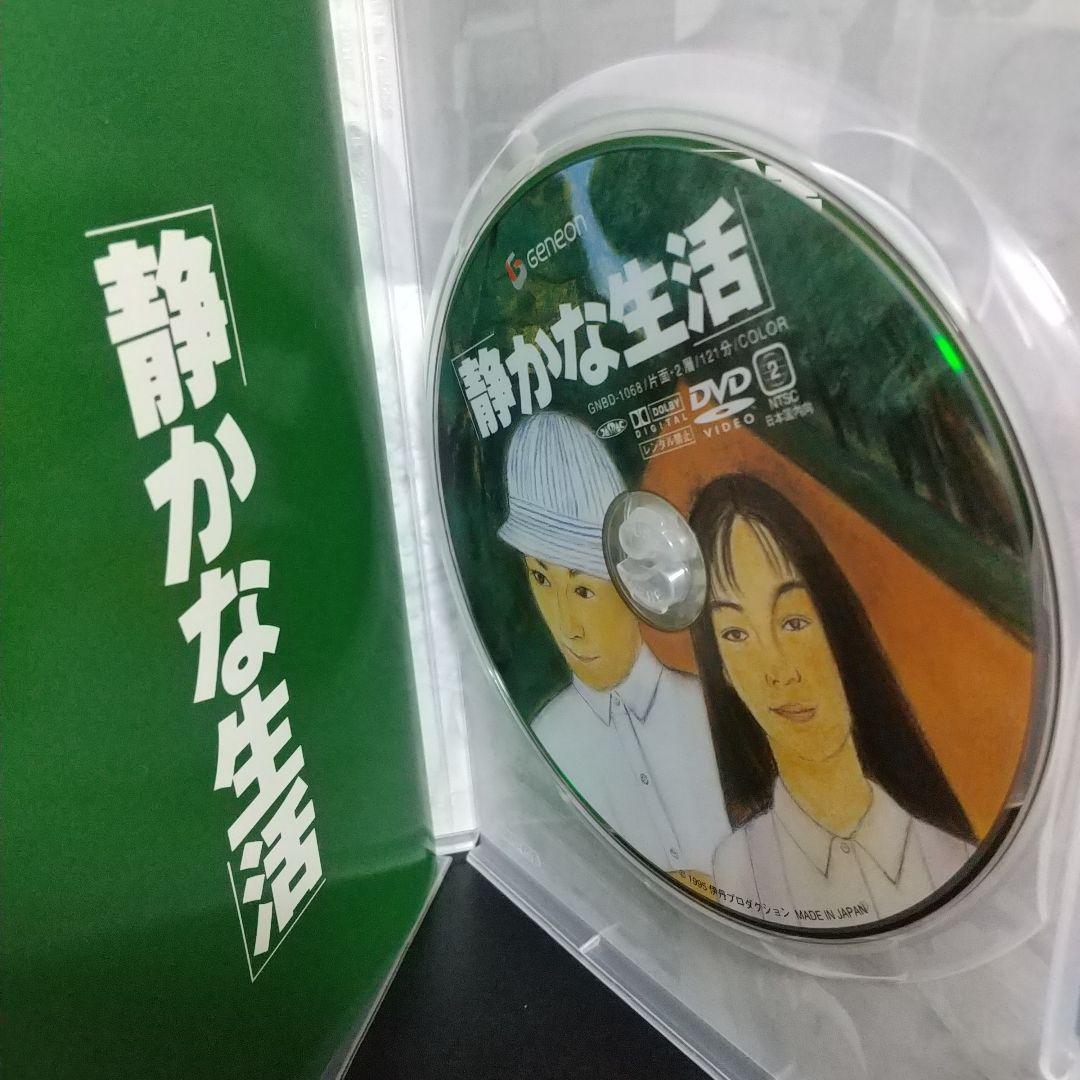 静かな生活
Geneon
静かな生活
GNBD-1068/片面・2層/121分/COLOR
DOLBY
DIGITAL
DVD
VIDEO
2
NTSC
日本国内向
レンタル禁止
© 1995 伊丹プロダクション MADE IN JAPAN